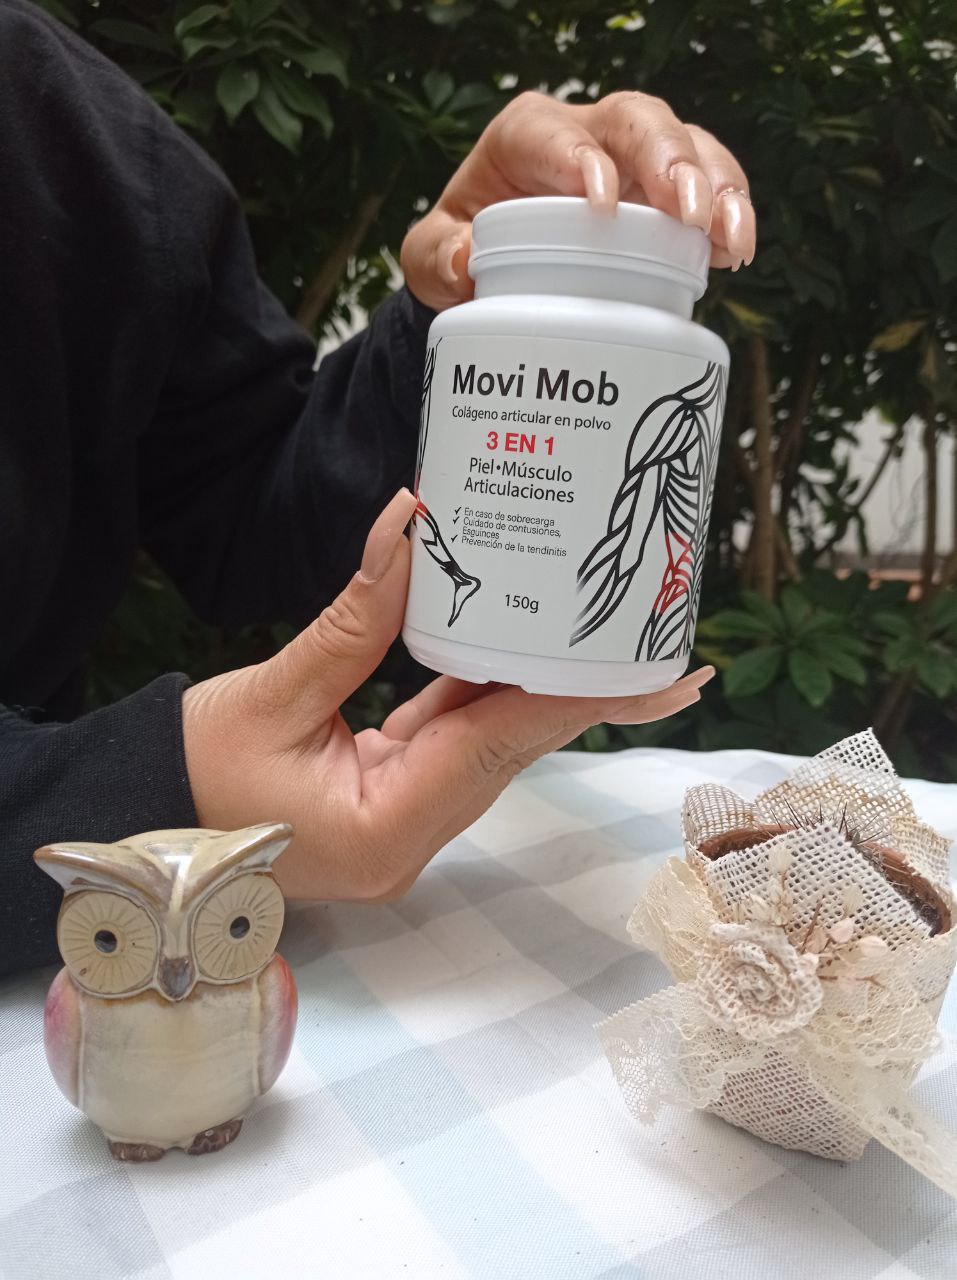 Movi Mob
Colágeno articular en polvo
3 EN 1
Piel•Músculo
Articulaciones
✓ En caso de sobrecarga
✓ Cuidado de contusiones,
Esguinces
✓ Prevención de la tendinitis
150g